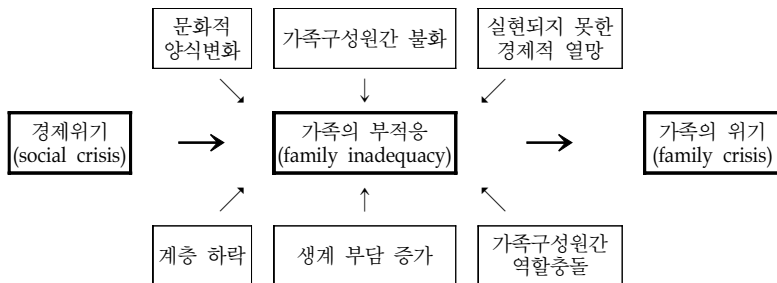 문화적
양식변화
가족구성원간 불화
실현되지 못한
경제적 열망
경제위기
(social crisis)
가족의 부적응
(family inadequacy)
가족의 위기
(family crisis)
계층 하락
생계 부담 증가
가족구성원간
역할충돌